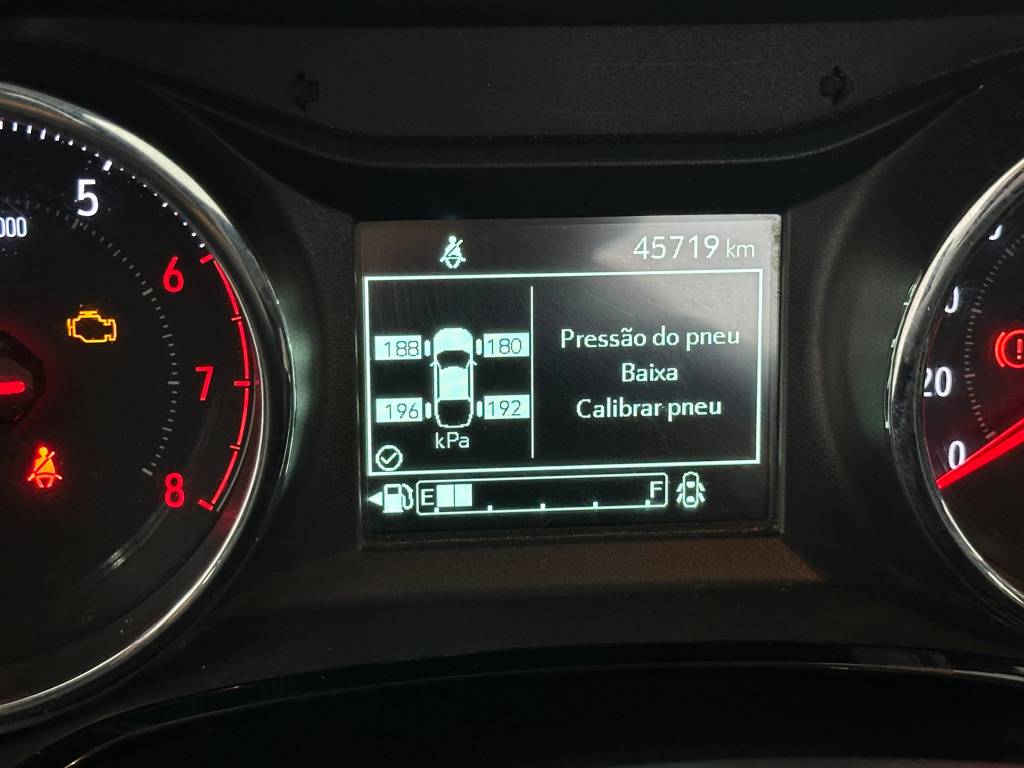 5
000
6
7
8
45719 km
188 180
196 192
kPa
Pressão do pneu
Baixa
Calibrar pneu
E F
20
0